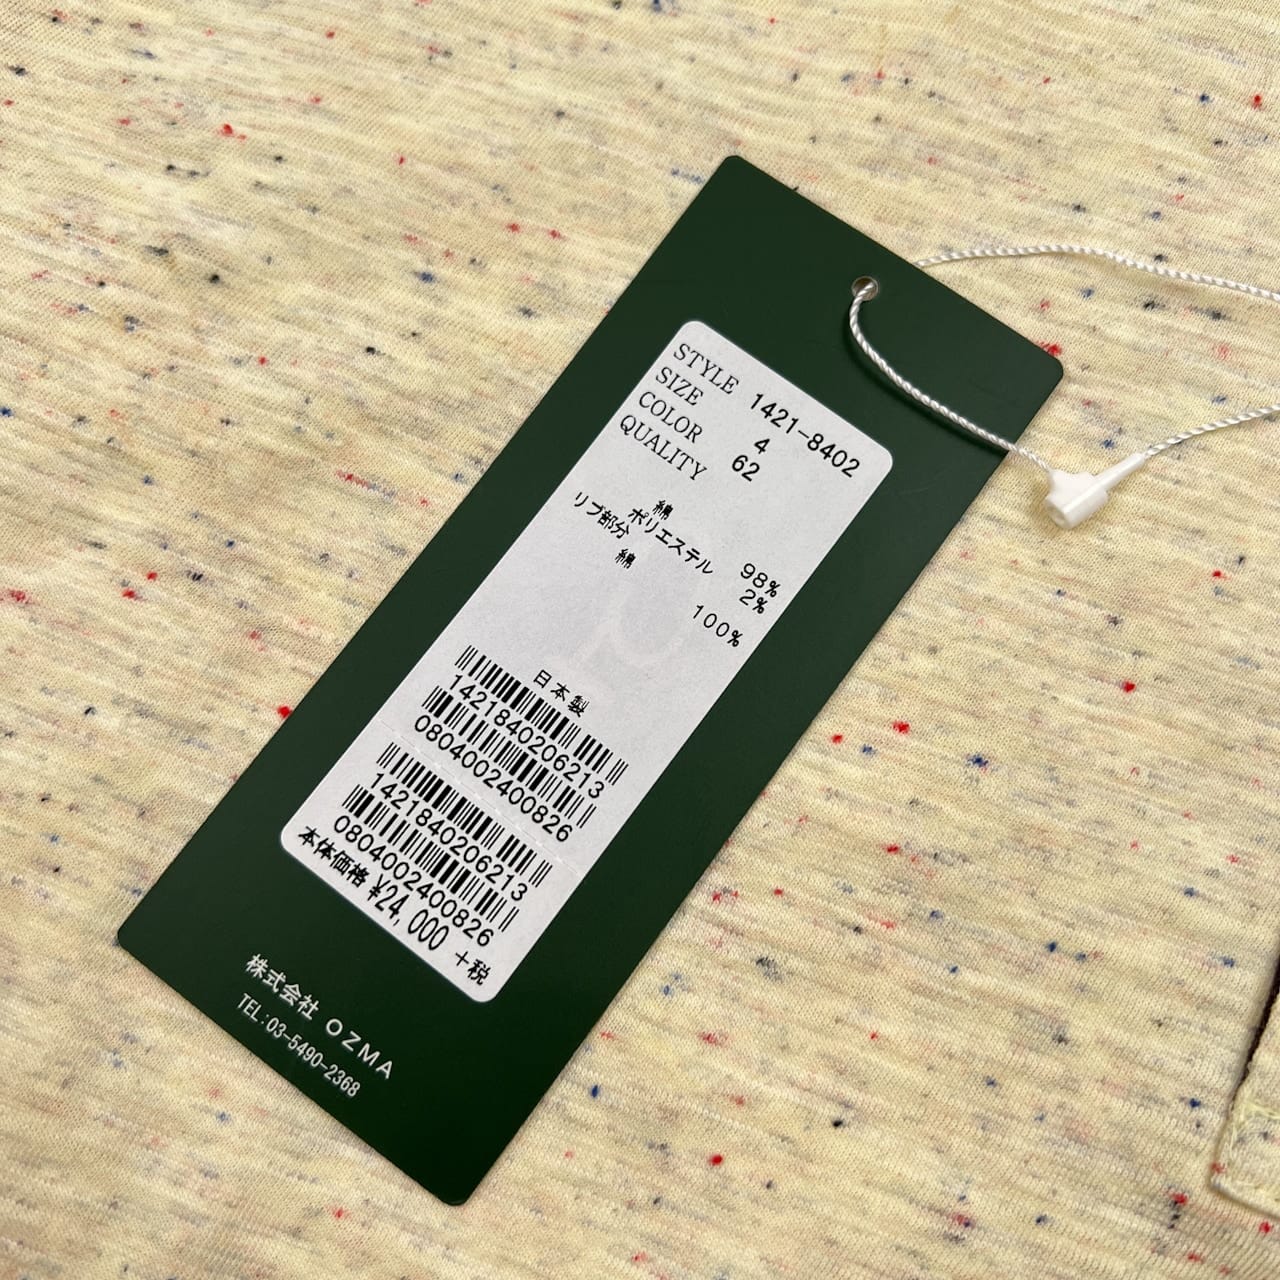 STYLE 1421-8402
SIZE 4
COLOR 62
QUALITY
綿 98%
ポリエステル 2%
リブ部分
綿 100%
日本製
1421840206213
0804002400826
1421840206213
0804002400826
本体価格 ¥24,000 +税
株式会社 OZMA
TEL:03-5490-2368